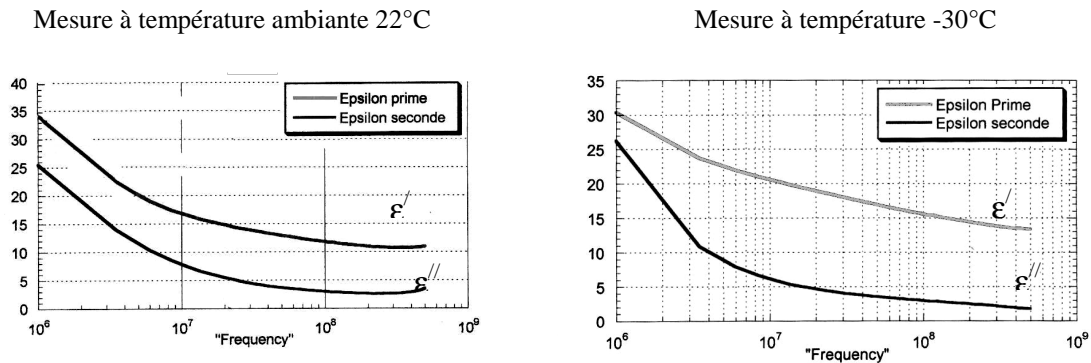 Mesure à température ambiante 22°C
40
35
30
25
20
15
10
5
0
10⁶
10⁷
10⁸
10⁹
"Frequency"
Epsilon prime
Epsilon seconde
ε/
ε//
Mesure à température -30°C
35
30
25
20
15
10
5
0
10⁶
10⁷
10⁸
10⁹
"Frequency"
Epsilon Prime
Epsilon seconde
ε/
ε//